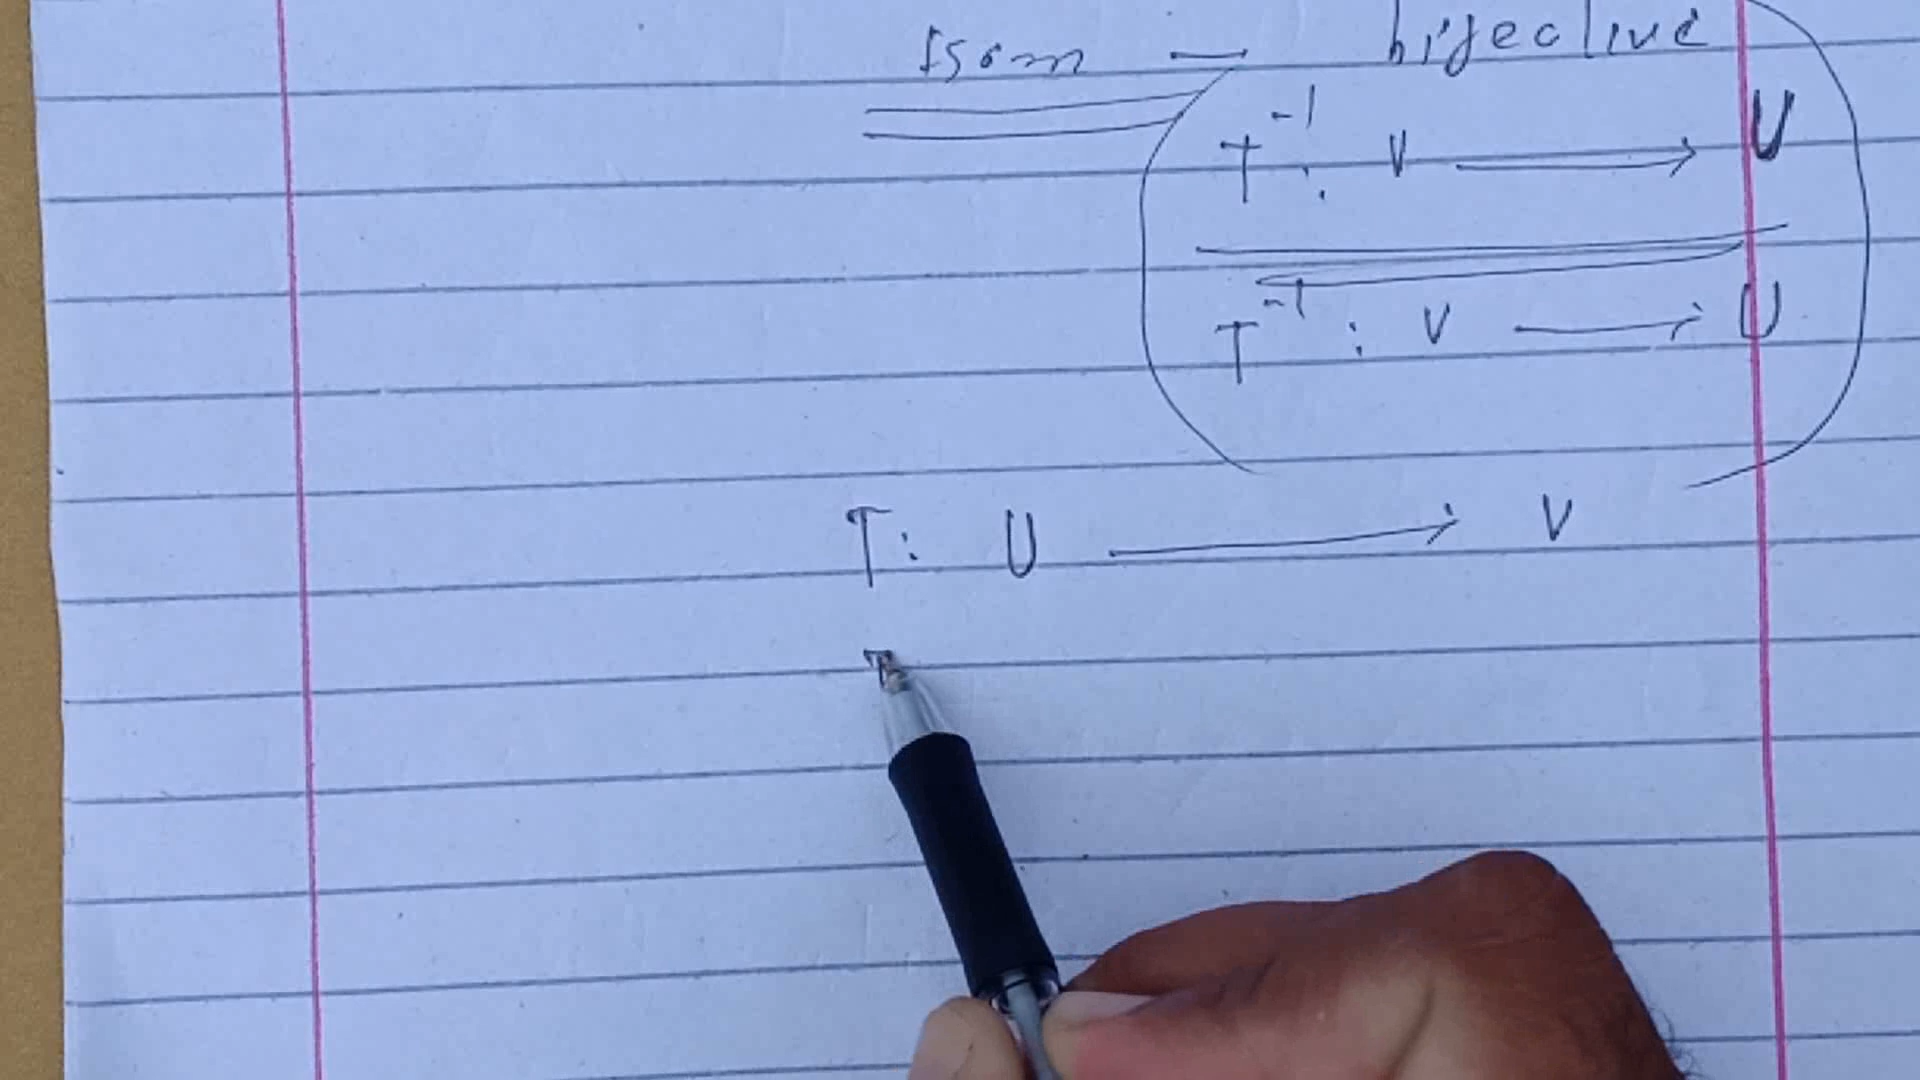 Isom — bijective
T⁻¹ : V → U
T⁻¹ : V → U
T : U → V
T